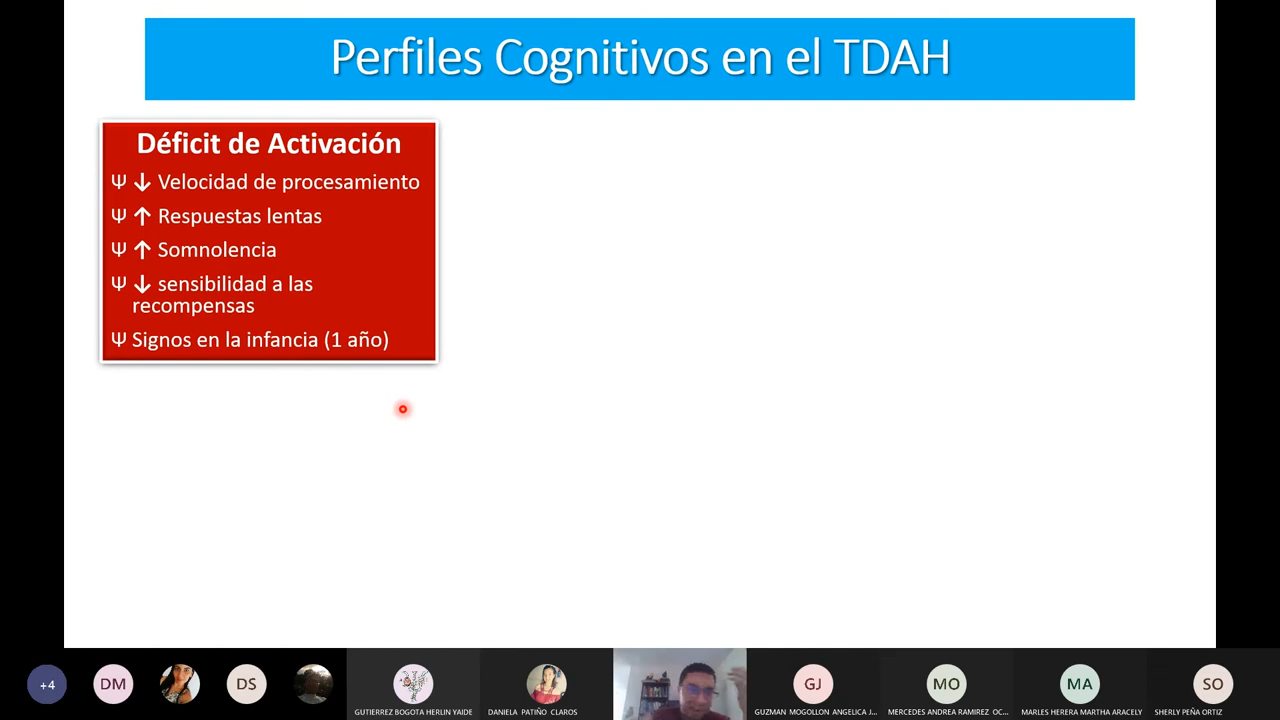 Perfiles Cognitivos en el TDAH
Déficit de Activación
Ψ ↓ Velocidad de procesamiento
Ψ ↑ Respuestas lentas
Ψ ↑ Somnolencia
Ψ ↓ sensibilidad a las
recompensas
Ψ Signos en la infancia (1 año)
+4
DM
DS
GJ
MO
MA
SO
GUTIERREZ BOGOTA HERLIN YAIDE
DANIELA PATIÑO CLAROS
GUZMAN MOGOLLON ANGELICA J...
MERCEDES ANDREA RAMIREZ OC...
MARLES HERERA MARTHA ARACELY
SHERLY PEÑA ORTIZ